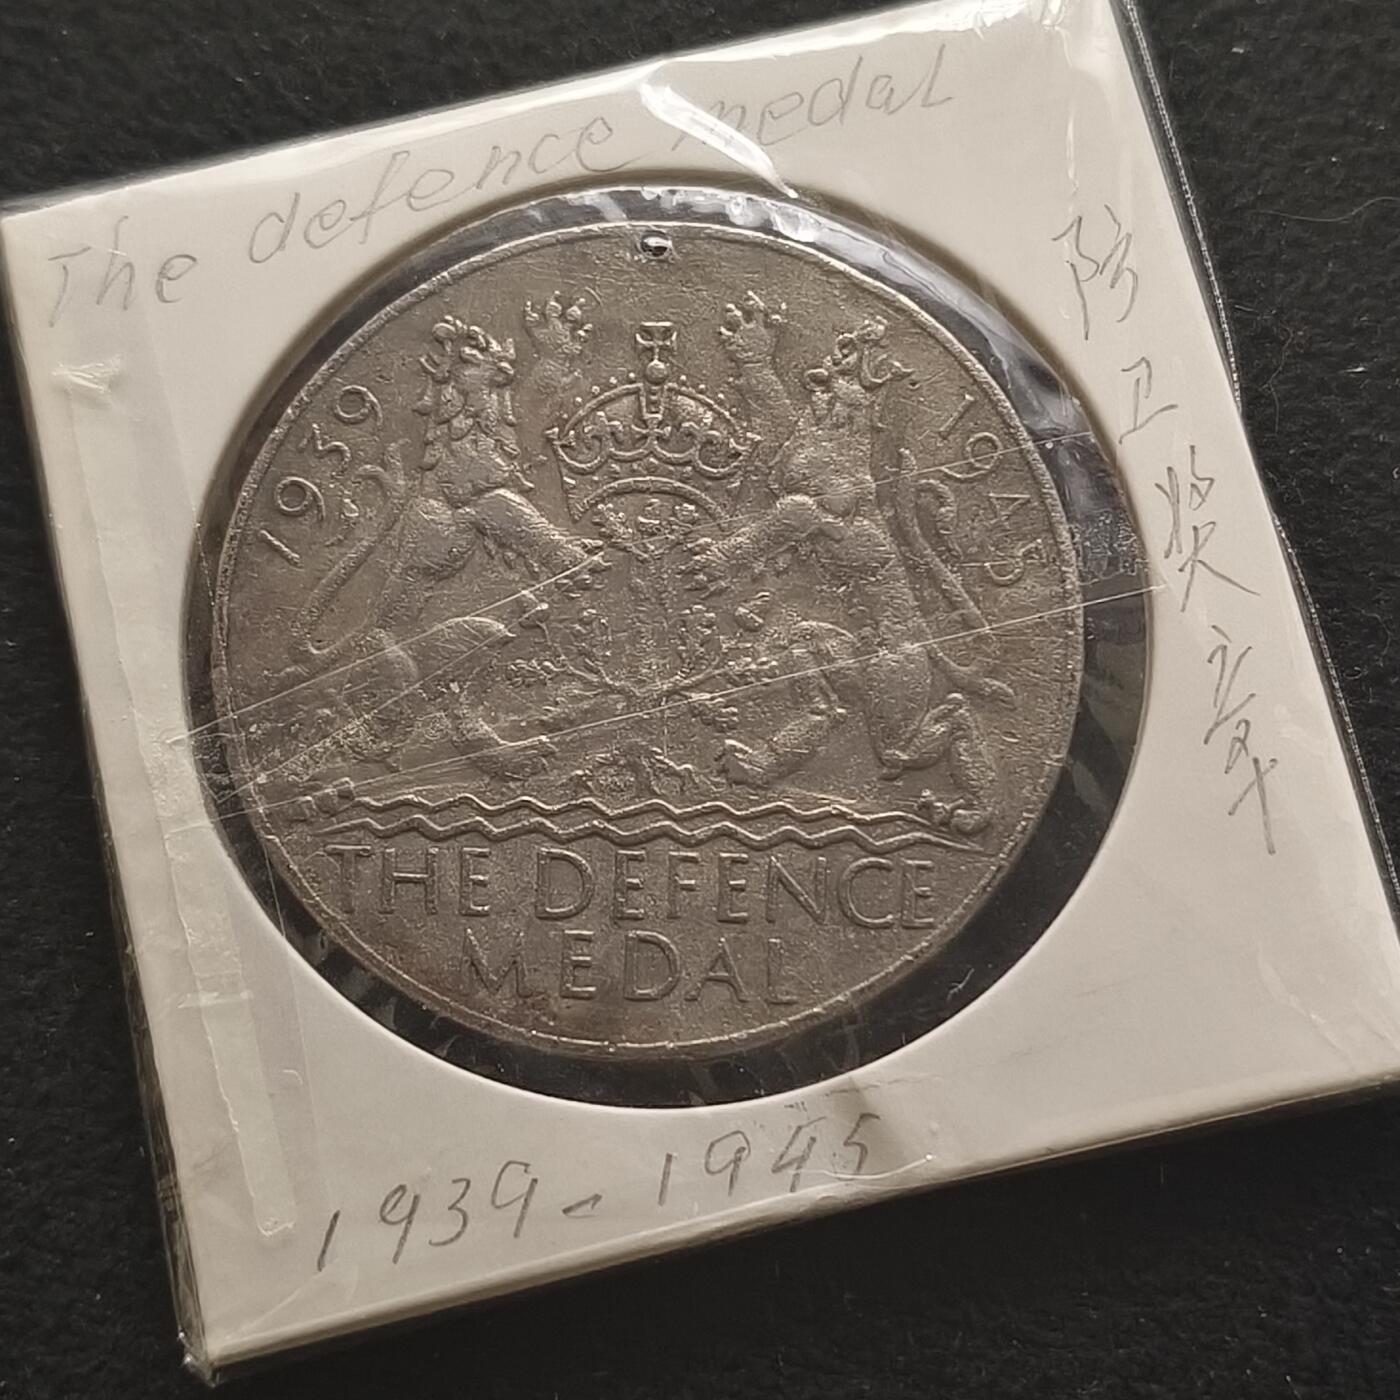 The defence medal
防卫奖章
1939
1945
THE DEFENCE
MEDAL
1939-1945